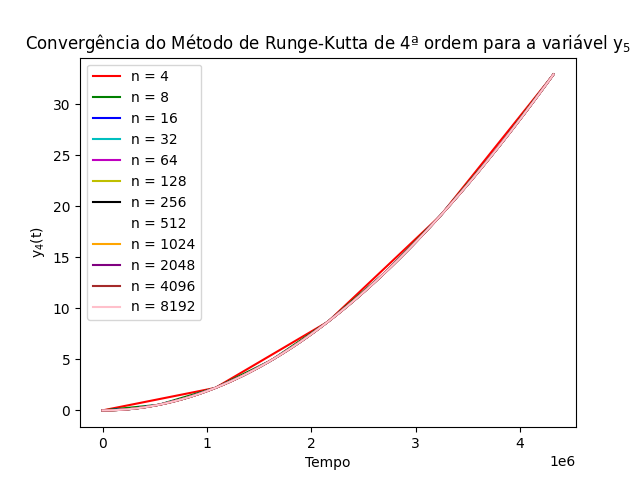 Convergência do Método de Runge-Kutta de 4ª ordem para a variável y₅
n = 4
n = 8
n = 16
n = 32
n = 64
n = 128
n = 256
n = 512
n = 1024
n = 2048
n = 4096
n = 8192
y₄(t)
30
25
20
15
10
5
0
0 1 2 3 4
1e6
Tempo